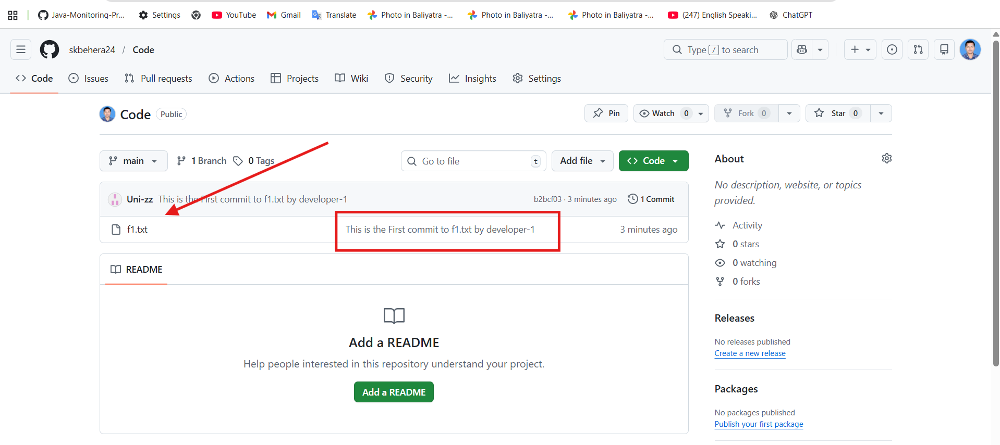 Java-Monitoring-Pr... Settings YouTube Gmail Translate Photo in Baliyatra -... Photo in Baliyatra -... Photo in Baliyatra -... (247) English Speaki... ChatGPT
skbehera24 / Code Type / to search
Code Issues Pull requests Actions Projects Wiki Security Insights Settings
Code Public Pin Watch 0 Fork 0 Star 0
main 1 Branch 0 Tags Go to file t Add file Code
Uni-zz This is the First commit to f1.txt by developer-1 b2bcf03 · 3 minutes ago 1 Commit
f1.txt This is the First commit to f1.txt by developer-1 3 minutes ago
README
Add a README
Help people interested in this repository understand your project.
Add a README
About
No description, website, or topics
provided.
Activity
0 stars
0 watching
0 forks
Releases
No releases published
Create a new release
Packages
No packages published
Publish your first package